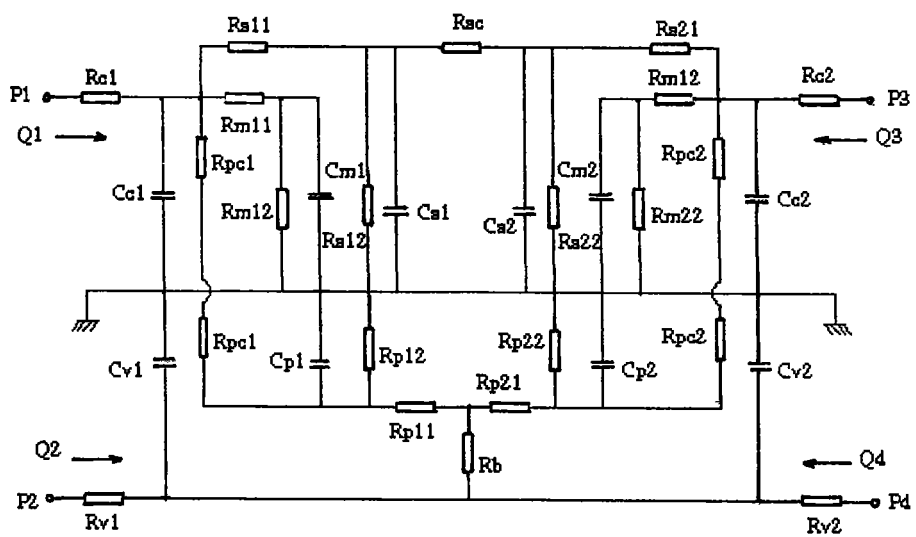 Rs11 Rsc Rs21
Rc1 Rm12 Rc2
P1 P3
Rm11
Q1 Q3
Rpc1 Cm1 Cm2 Rpc2
Cc1 Rm12 Cs1 Cs2 Rm22 Cc2
Rs12 Rs22
Rpc1 Rp12 Rp22 Rpc2
Cv1 Cp1 Rp21 Cp2 Cv2
Rp11
Q2 Rb Q4
P2 P4
Rv1 Rv2